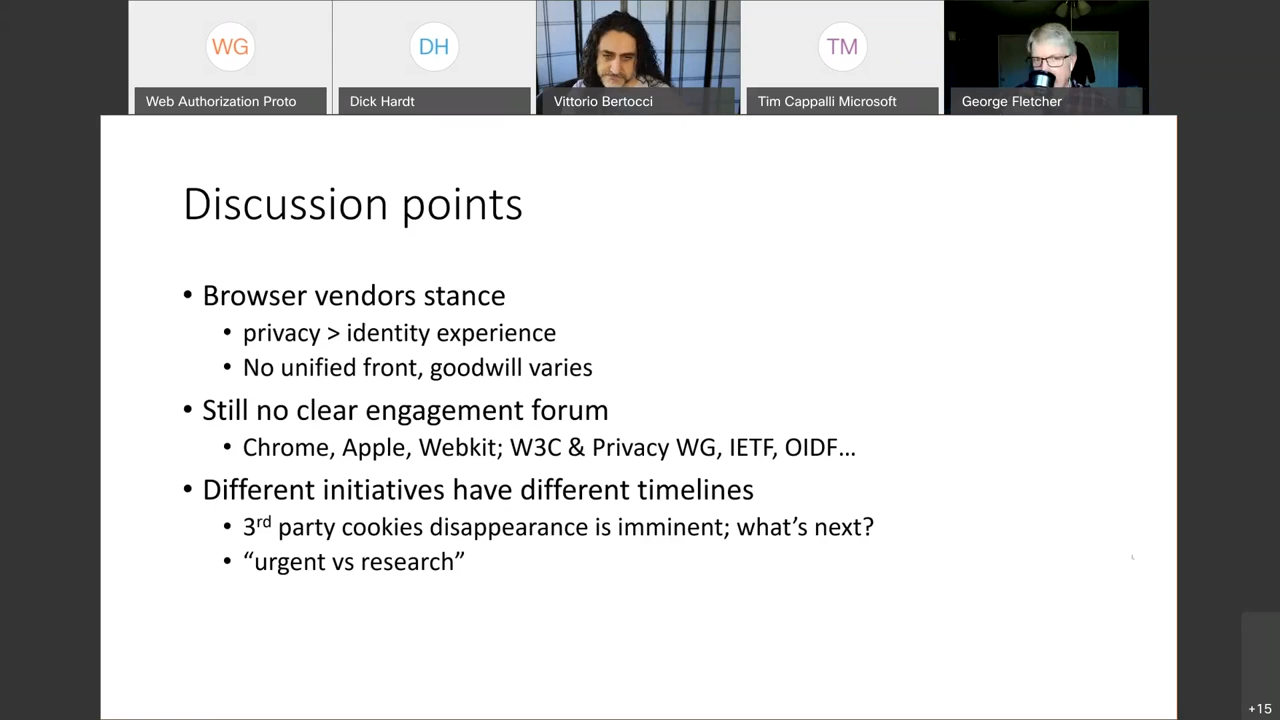 WG
DH
TM
Web Authorization Proto
Dick Hardt
Vittorio Bertocci
Tim Cappalli Microsoft
George Fletcher
Discussion points
• Browser vendors stance
• privacy > identity experience
• No unified front, goodwill varies
• Still no clear engagement forum
• Chrome, Apple, Webkit; W3C & Privacy WG, IETF, OIDF…
• Different initiatives have different timelines
• 3rd party cookies disappearance is imminent; what’s next?
• “urgent vs research”
+15